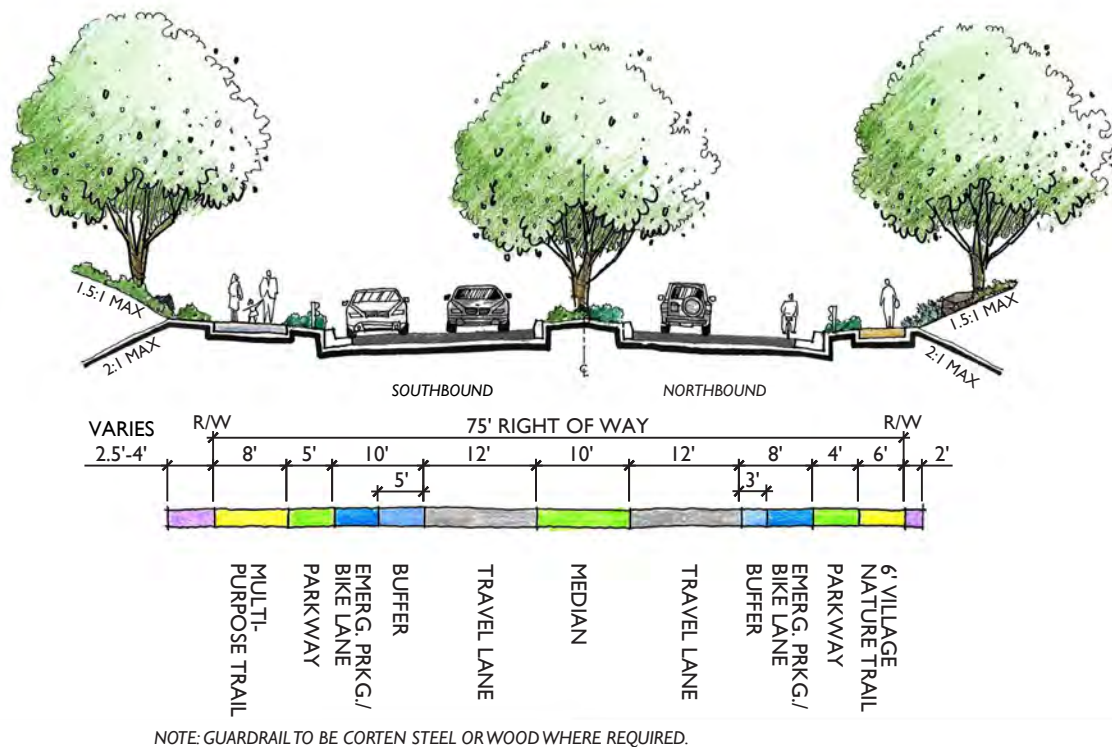 1.5:1 MAX
2:1 MAX
1.5:1 MAX
2:1 MAX
℄
SOUTHBOUND
NORTHBOUND
VARIES
R/W
75' RIGHT OF WAY
R/W
2.5'-4'
8'
5'
10'
12'
10'
12'
8'
4'
6'
2'
5'
3'
MULTI-
PURPOSE TRAIL
PARKWAY
EMERG. PRKG./
BIKE LANE
BUFFER
TRAVEL LANE
MEDIAN
TRAVEL LANE
EMERG. PRKG./
BIKE LANE
BUFFER
PARKWAY
6' VILLAGE
NATURE TRAIL
NOTE: GUARDRAIL TO BE CORTEN STEEL OR WOOD WHERE REQUIRED.